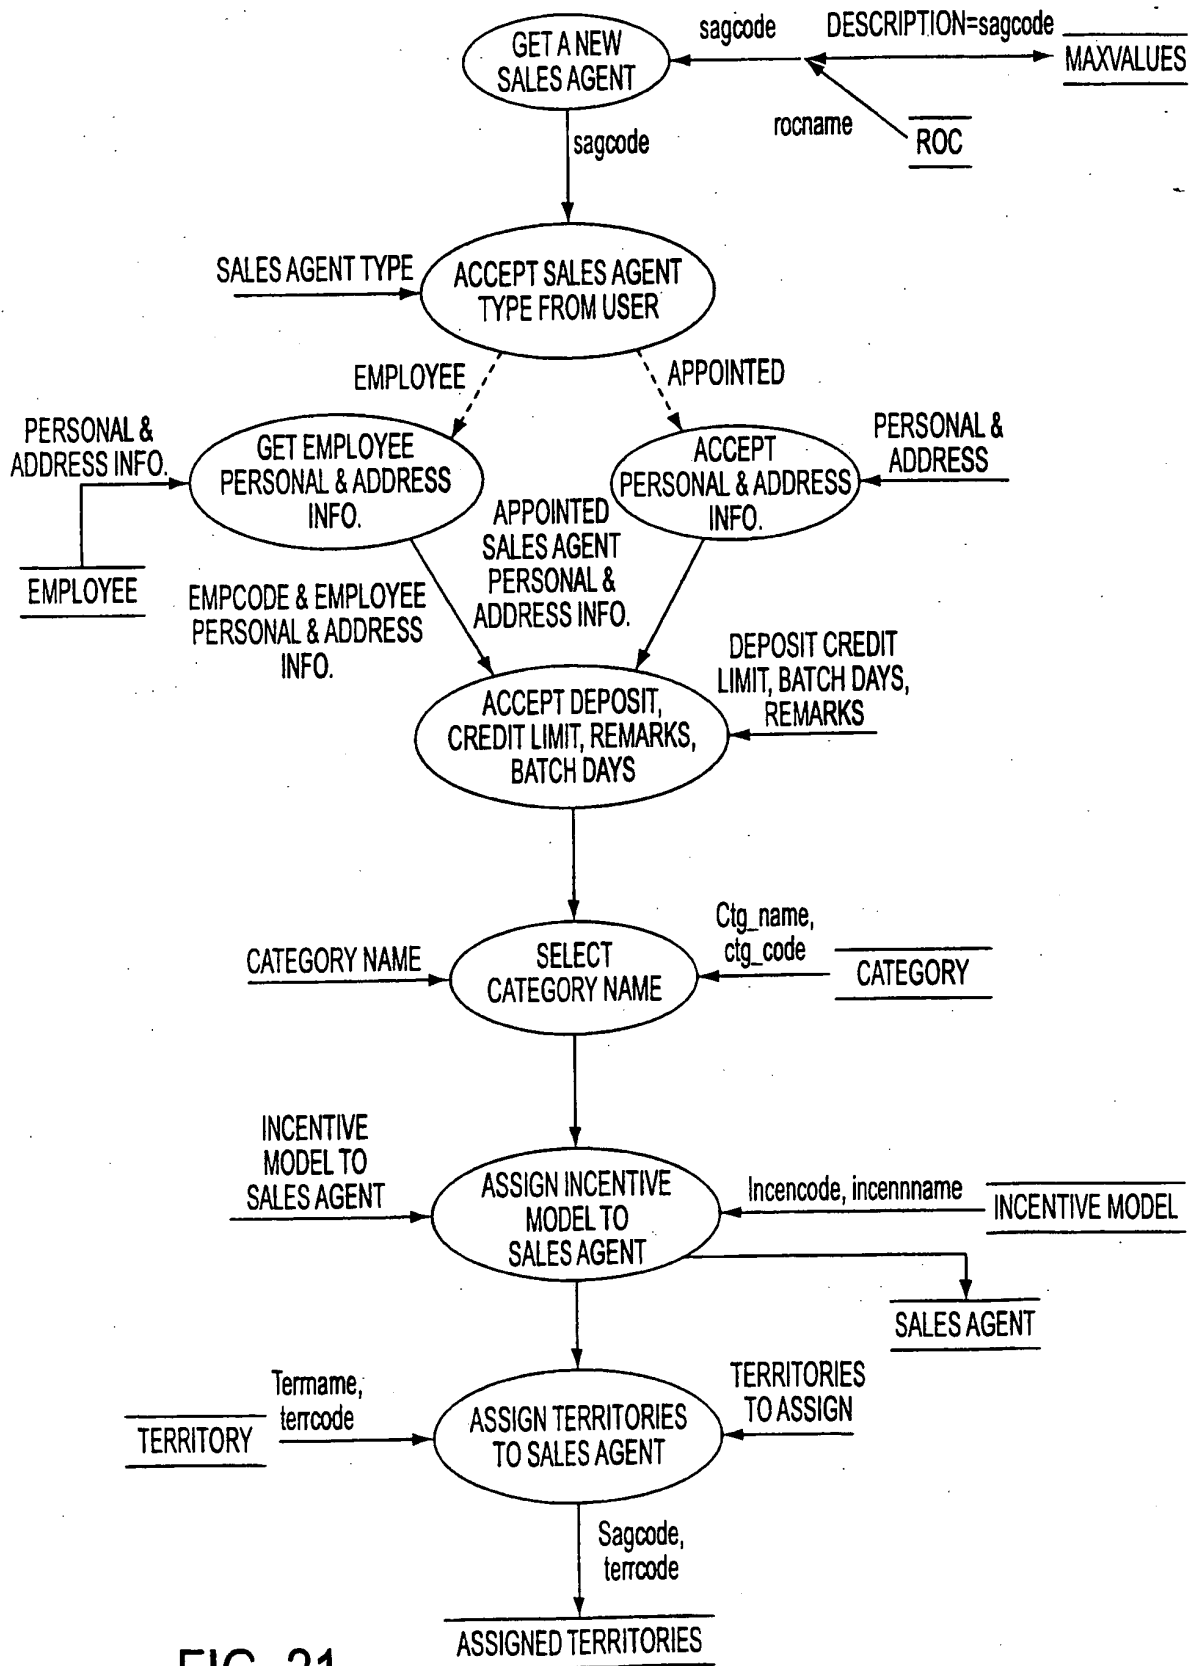 GET A NEW
SALES AGENT
sagcode
DESCRIPTION=sagcode
MAXVALUES
rocname
ROC
sagcode
SALES AGENT TYPE
ACCEPT SALES AGENT
TYPE FROM USER
EMPLOYEE
APPOINTED
PERSONAL &
ADDRESS INFO.
GET EMPLOYEE
PERSONAL & ADDRESS
INFO.
ACCEPT
PERSONAL & ADDRESS
INFO.
PERSONAL &
ADDRESS
EMPLOYEE
EMPCODE & EMPLOYEE
PERSONAL & ADDRESS
INFO.
APPOINTED
SALES AGENT
PERSONAL &
ADDRESS INFO.
DEPOSIT CREDIT
LIMIT, BATCH DAYS,
REMARKS
ACCEPT DEPOSIT,
CREDIT LIMIT, REMARKS,
BATCH DAYS
CATEGORY NAME
SELECT
CATEGORY NAME
Ctg_name,
ctg_code
CATEGORY
INCENTIVE
MODEL TO
SALES AGENT
ASSIGN INCENTIVE
MODEL TO
SALES AGENT
Incencode, incennname
INCENTIVE MODEL
SALES AGENT
Terrname,
terrcode
TERRITORY
ASSIGN TERRITORIES
TO SALES AGENT
TERRITORIES
TO ASSIGN
Sagcode,
terrcode
ASSIGNED TERRITORIES
FIG. 21